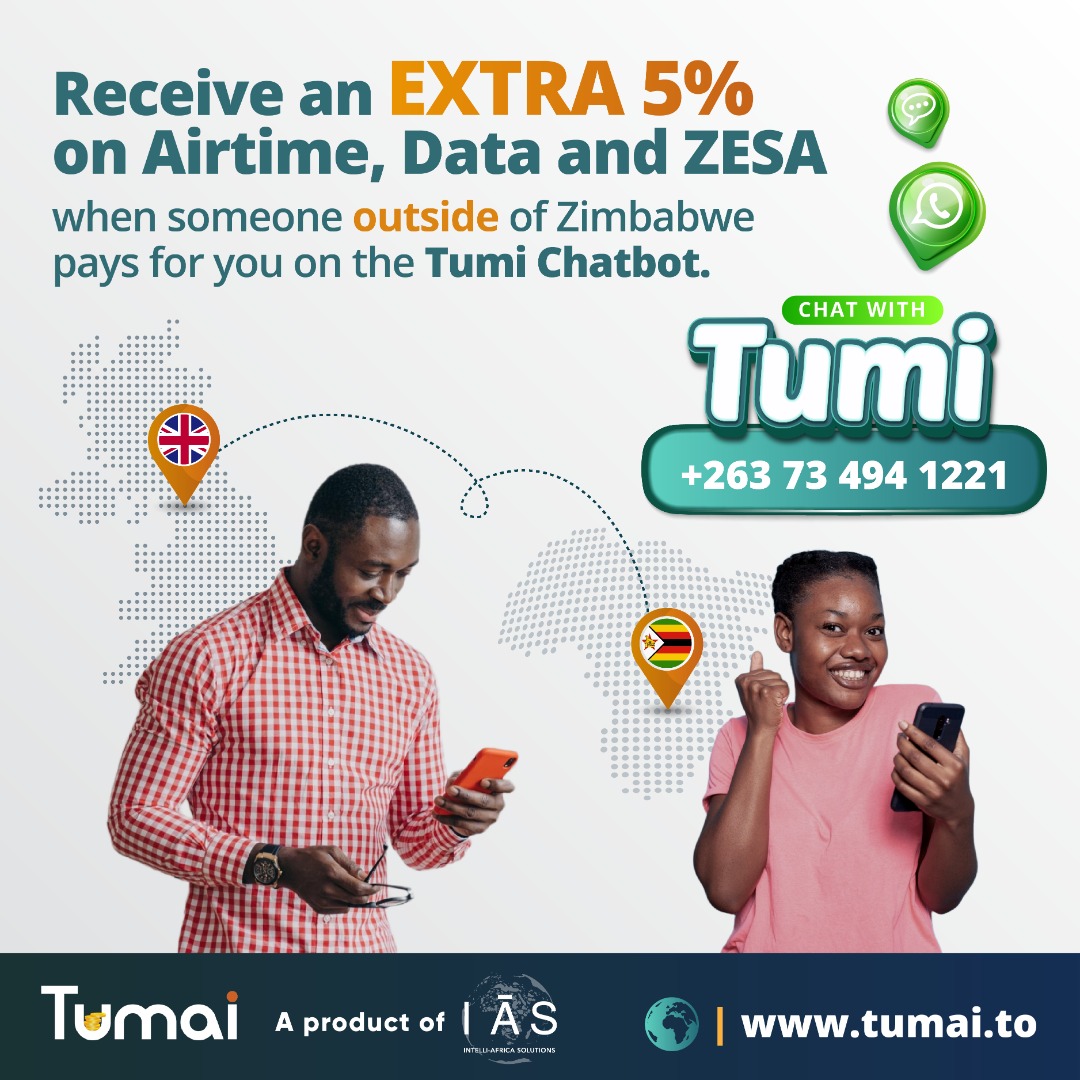 Receive an EXTRA 5%
on Airtime, Data and ZESA
when someone outside of Zimbabwe
pays for you on the Tumi Chatbot.
CHAT WITH
Tumi
+263 73 494 1221
Tumai
A product of
IĀS
INTELLI-AFRICA SOLUTIONS
www.tumai.to